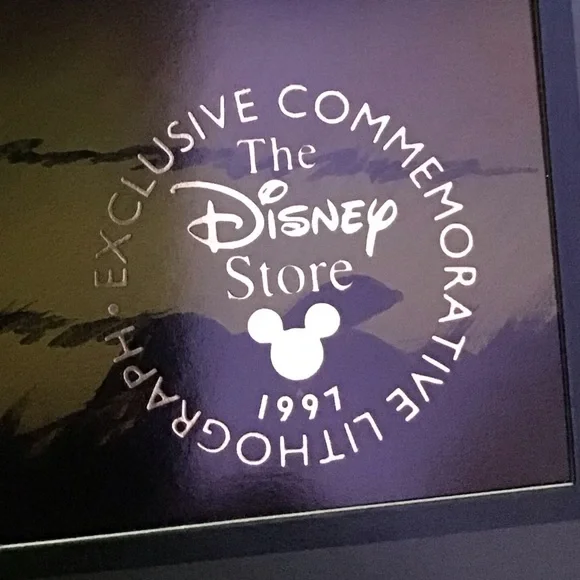 EXCLUSIVE COMMEMORATIVE LITHOGRAPH •
The
Disney
Store
1997